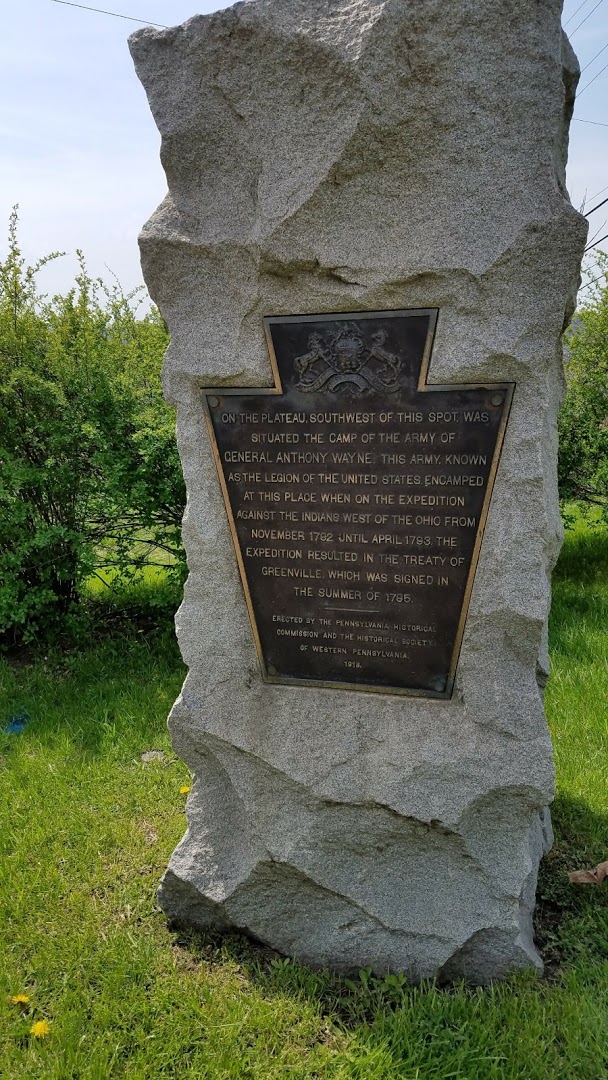 ON THE PLATEAU, SOUTHWEST OF THIS SPOT, WAS
SITUATED THE CAMP OF THE ARMY OF
GENERAL ANTHONY WAYNE. THIS ARMY, KNOWN
AS THE LEGION OF THE UNITED STATES, ENCAMPED
AT THIS PLACE WHEN ON THE EXPEDITION
AGAINST THE INDIANS WEST OF THE OHIO FROM
NOVEMBER 1792 UNTIL APRIL 1793. THE
EXPEDITION RESULTED IN THE TREATY OF
GREENVILLE, WHICH WAS SIGNED IN
THE SUMMER OF 1795.
ERECTED BY THE PENNSYLVANIA HISTORICAL
COMMISSION AND THE HISTORICAL SOCIETY
OF WESTERN PENNSYLVANIA.
1918.